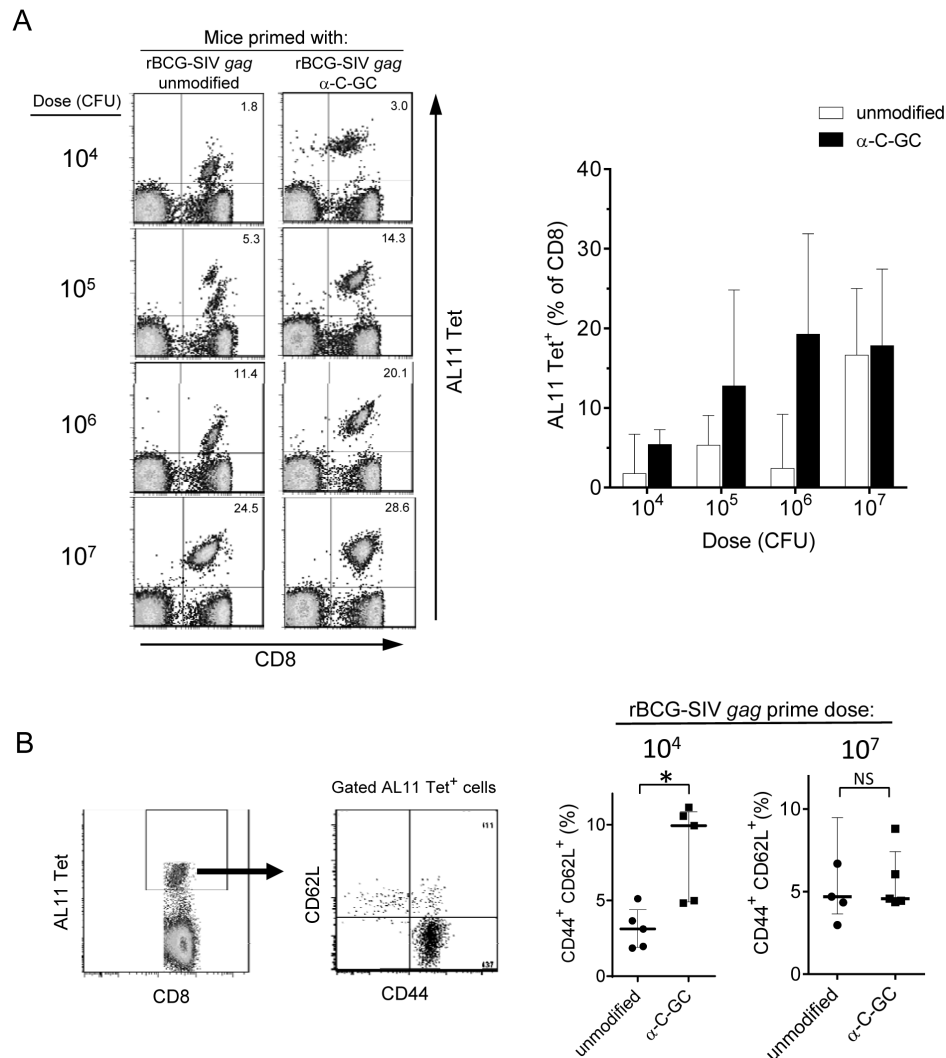 A
Mice primed with:
rBCG-SIV gag
unmodified
rBCG-SIV gag
α-C-GC
Dose (CFU)
10⁴
1.8
3.0
10⁵
5.3
14.3
10⁶
11.4
20.1
10⁷
24.5
28.6
AL11 Tet
CD8
unmodified
α-C-GC
AL11 Tet⁺ (% of CD8)
40
30
20
10
0
10⁴ 10⁵ 10⁶ 10⁷
Dose (CFU)
B
AL11 Tet
CD8
Gated AL11 Tet⁺ cells
CD62L
CD44
rBCG-SIV gag prime dose:
10⁴
*
CD44⁺ CD62L⁺ (%)
10
5
0
unmodified
α-C-GC
10⁷
NS
CD44⁺ CD62L⁺ (%)
10
5
0
unmodified
α-C-GC